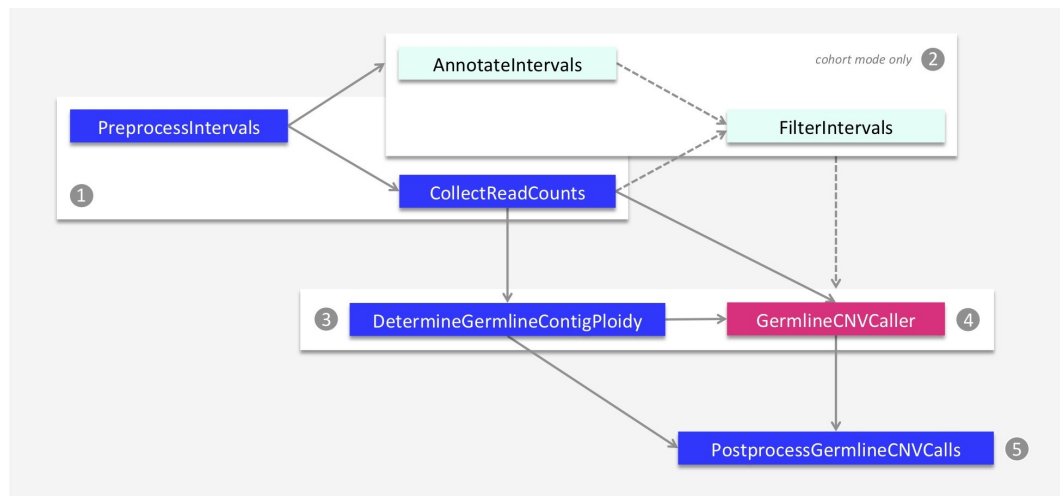 AnnotateIntervals
cohort mode only 2
PreprocessIntervals
FilterIntervals
1
CollectReadCounts
3
DetermineGermlineContigPloidy
GermlineCNVCaller
4
PostprocessGermlineCNVCalls
5